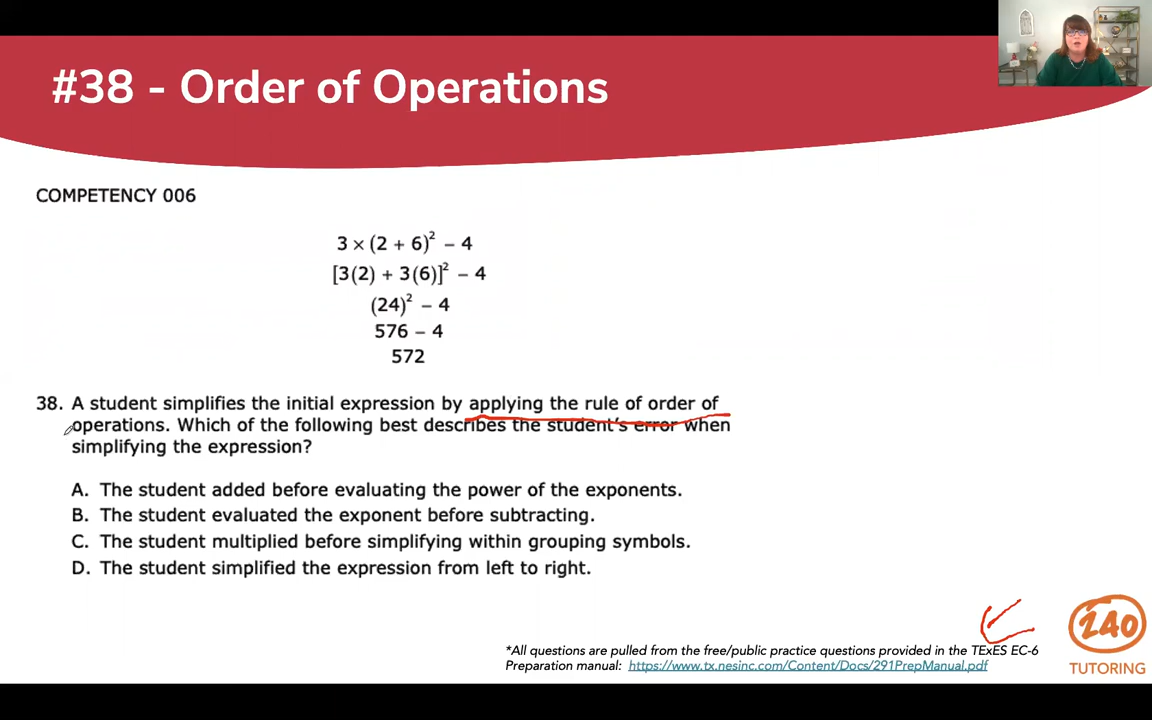 #38 - Order of Operations
COMPETENCY 006
3 × (2 + 6)² – 4
[3(2) + 3(6)]² – 4
(24)² – 4
576 – 4
572
38. A student simplifies the initial expression by applying the rule of order of
operations. Which of the following best describes the student's error when
simplifying the expression?
A. The student added before evaluating the power of the exponents.
B. The student evaluated the exponent before subtracting.
C. The student multiplied before simplifying within grouping symbols.
D. The student simplified the expression from left to right.
*All questions are pulled from the free/public practice questions provided in the TExES EC-6
Preparation manual: https://www.tx.nesinc.com/Content/Docs/291PrepManual.pdf
240
TUTORING